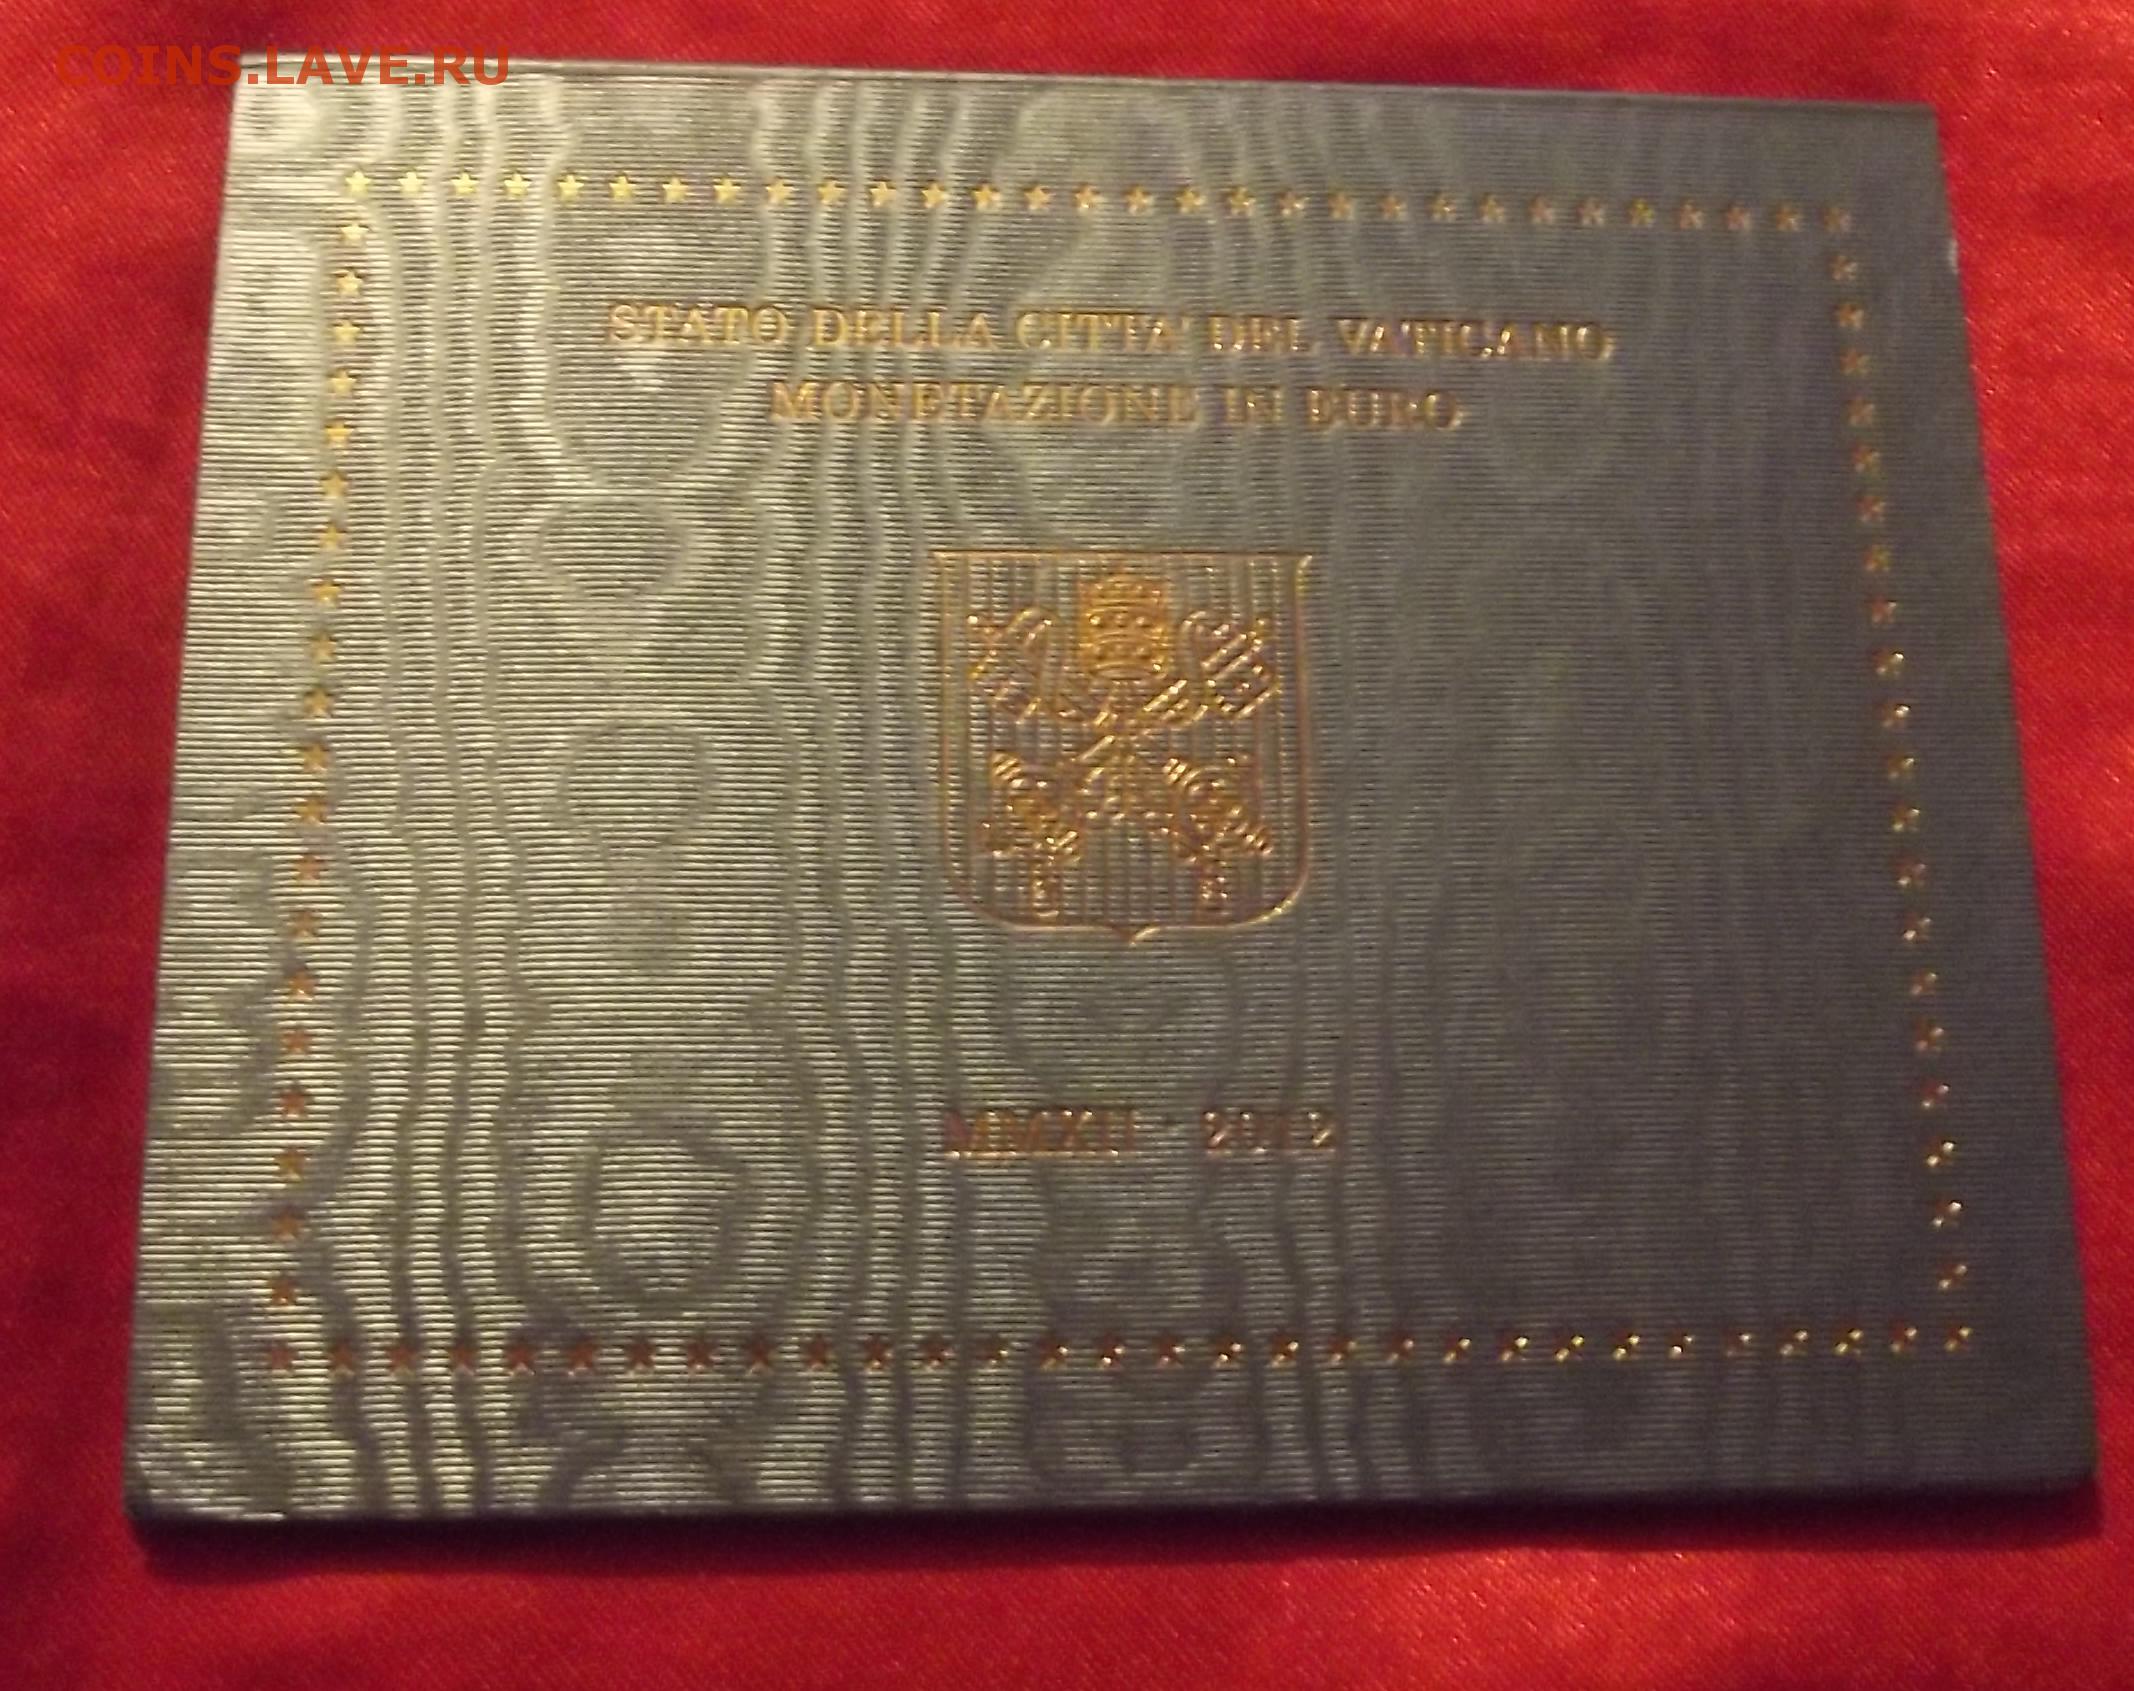 COINS.LAVE.RU
STATO DELLA CITTA' DEL VATICANO
MONETAZIONE IN EURO
MMXII - 2012